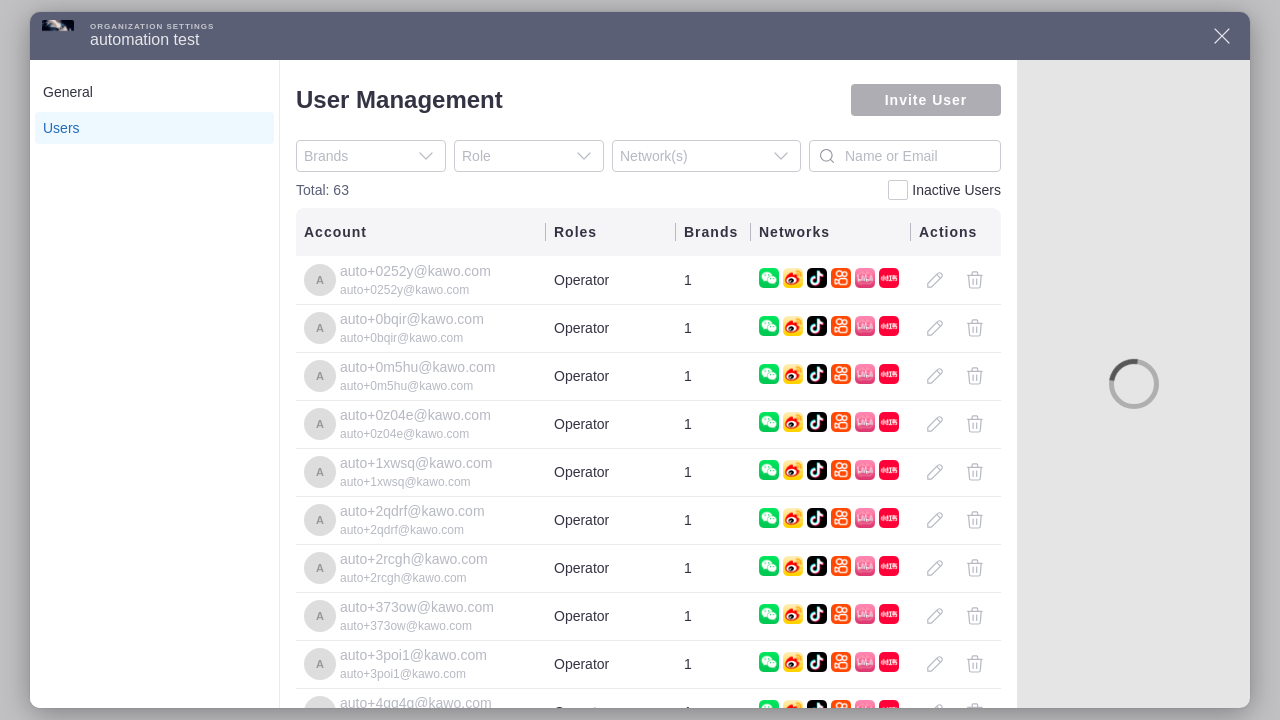 ORGANIZATION SETTINGS
automation test
General
Users
User Management
Invite User
Brands
Role
Network(s)
Name or Email
Total: 63
Inactive Users
Account Roles Brands Networks Actions
A auto+0252y@kawo.com
auto+0252y@kawo.com
Operator 1
A auto+0bqir@kawo.com
auto+0bqir@kawo.com
Operator 1
A auto+0m5hu@kawo.com
auto+0m5hu@kawo.com
Operator 1
A auto+0z04e@kawo.com
auto+0z04e@kawo.com
Operator 1
A auto+1xwsq@kawo.com
auto+1xwsq@kawo.com
Operator 1
A auto+2qdrf@kawo.com
auto+2qdrf@kawo.com
Operator 1
A auto+2rcgh@kawo.com
auto+2rcgh@kawo.com
Operator 1
A auto+373ow@kawo.com
auto+373ow@kawo.com
Operator 1
A auto+3poi1@kawo.com
auto+3poi1@kawo.com
Operator 1